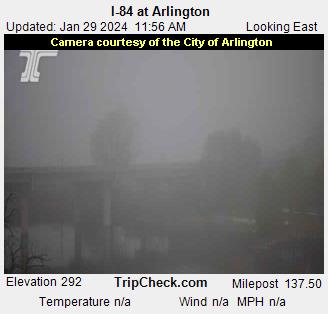 I-84 at Arlington
Updated: Jan 29 2024 11:56 AM Looking East
Camera courtesy of the City of Arlington
Elevation 292 TripCheck.com Milepost 137.50
Temperature n/a Wind n/a MPH n/a